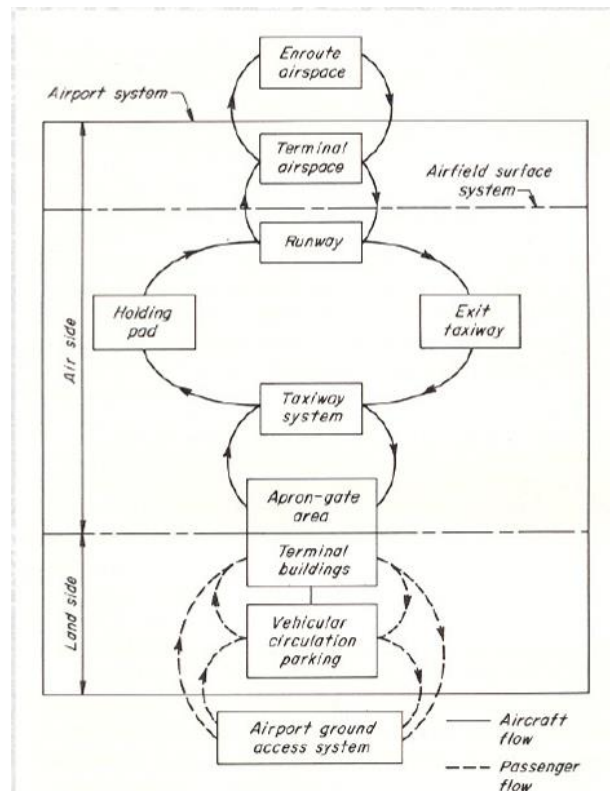 Enroute
airspace
Airport system
Terminal
airspace
Airfield surface
system
Runway
Holding
pad
Exit
taxiway
Air side
Taxiway
system
Apron-gate
area
Terminal
buildings
Land side
Vehicular
circulation
parking
Airport ground
access system
Aircraft
flow
Passenger
flow